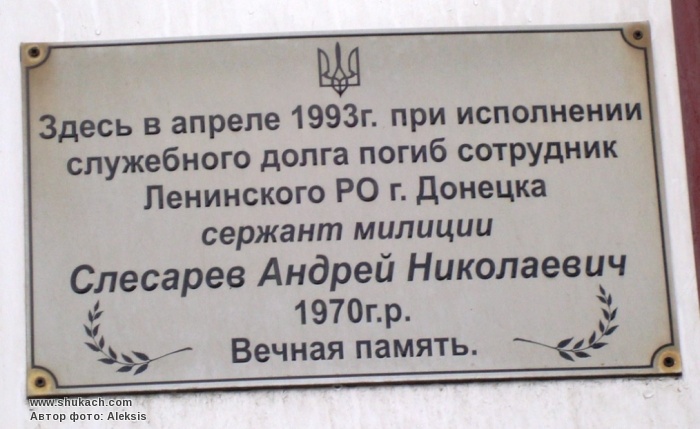 Здесь в апреле 1993г. при исполнении
служебного долга погиб сотрудник
Ленинского РО г. Донецка
сержант милиции
Слесарев Андрей Николаевич
1970г.р.
Вечная память.
www.shukach.com
Автор фото: Aleksis